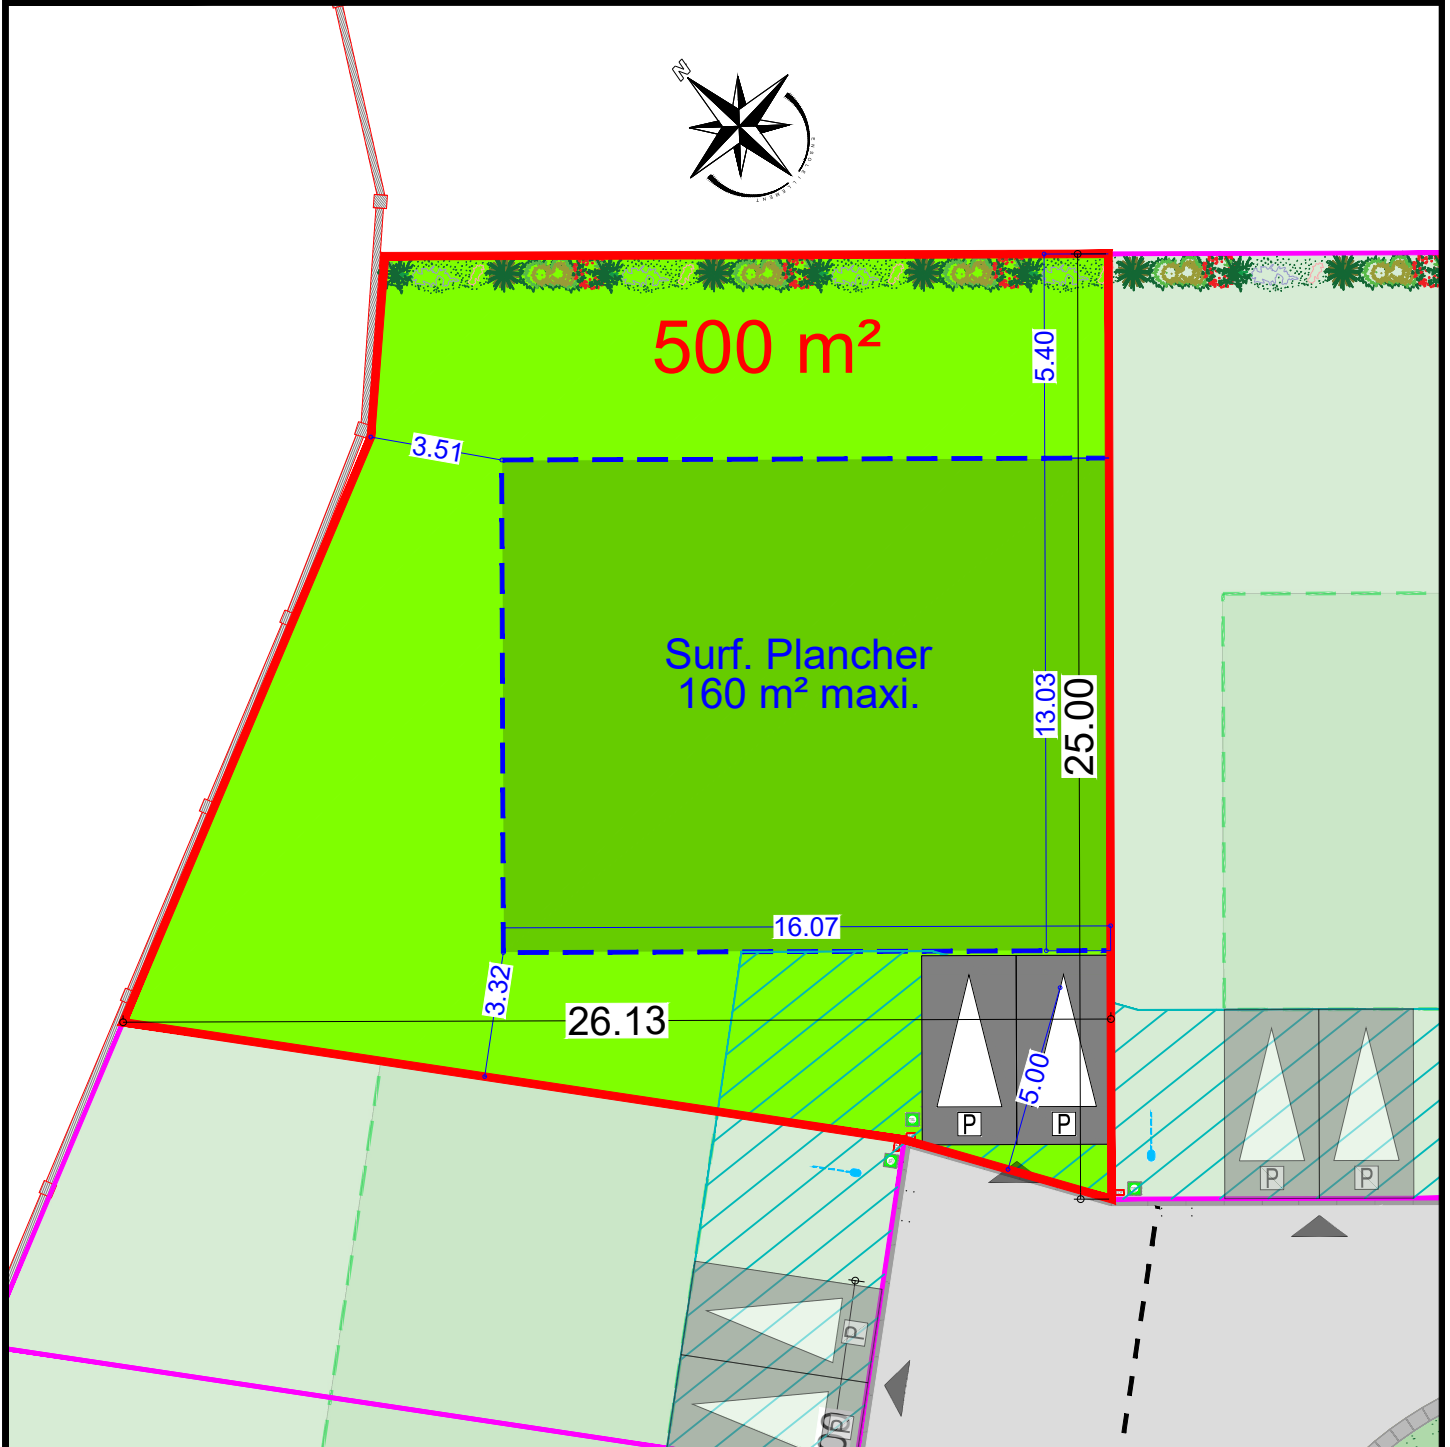 N
ENSOLEILLEMENT
500 m²
5.40
3.51
Surf. Plancher
160 m² maxi.
13.03
25.00
16.07
3.32
26.13
5.00
P
P
P
P
P
P